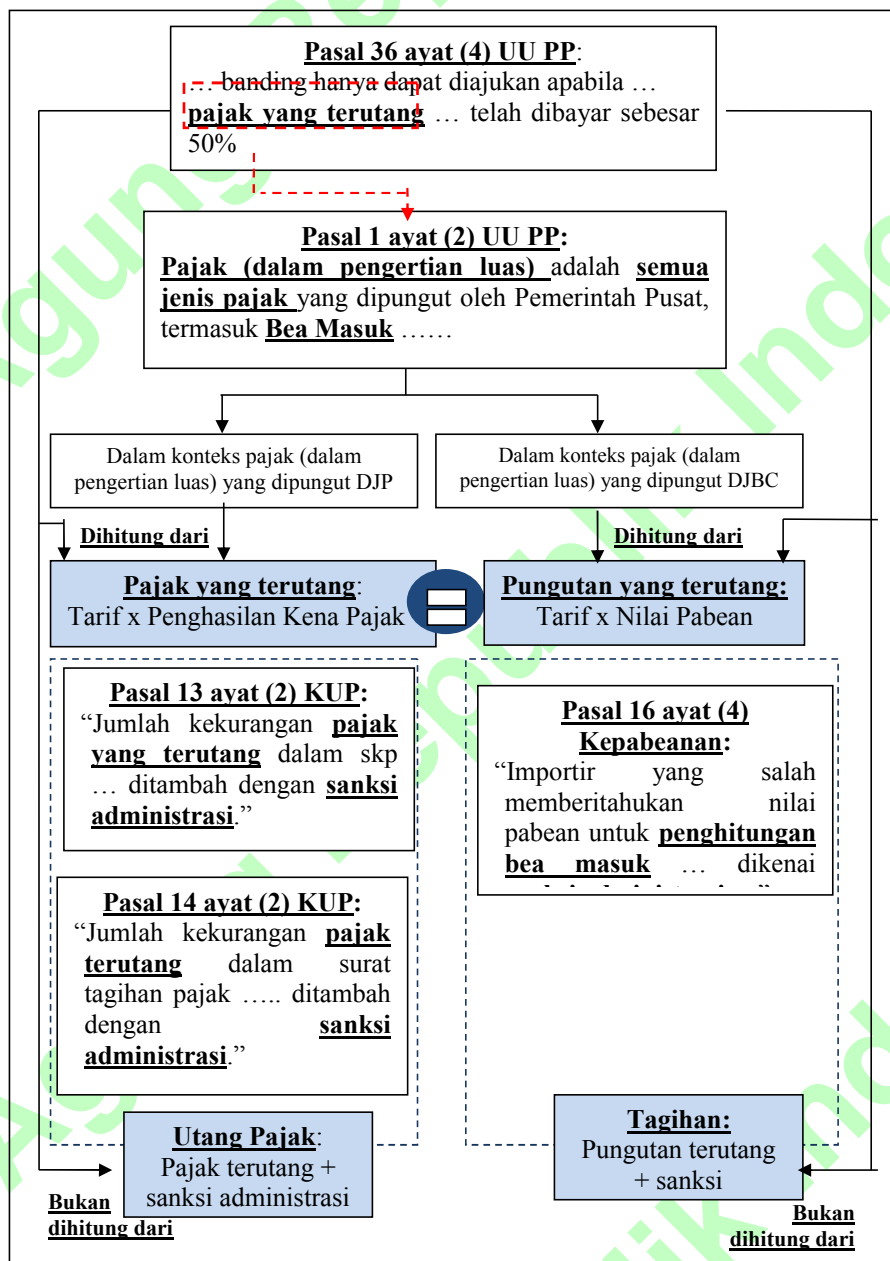 Pasal 36 ayat (4) UU PP:
… banding hanya dapat diajukan apabila …
pajak yang terutang … telah dibayar sebesar
50%
Pasal 1 ayat (2) UU PP:
Pajak (dalam pengertian luas) adalah semua
jenis pajak yang dipungut oleh Pemerintah Pusat,
termasuk Bea Masuk ……
Dalam konteks pajak (dalam
pengertian luas) yang dipungut DJP
Dalam konteks pajak (dalam
pengertian luas) yang dipungut DJBC
Dihitung dari
Dihitung dari
Pajak yang terutang:
Tarif x Penghasilan Kena Pajak
Pungutan yang terutang:
Tarif x Nilai Pabean
Pasal 13 ayat (2) KUP:
“Jumlah kekurangan pajak
yang terutang dalam skp
… ditambah dengan sanksi
administrasi.”
Pasal 16 ayat (4)
Kepabeanan:
“Importir yang salah
memberitahukan nilai
pabean untuk penghitungan
bea masuk … dikenai
Pasal 14 ayat (2) KUP:
“Jumlah kekurangan pajak
terutang dalam surat
tagihan pajak ….. ditambah
dengan sanksi
administrasi.”
Utang Pajak:
Pajak terutang +
sanksi administrasi
Tagihan:
Pungutan terutang
+ sanksi
Bukan
dihitung dari
Bukan
dihitung dari